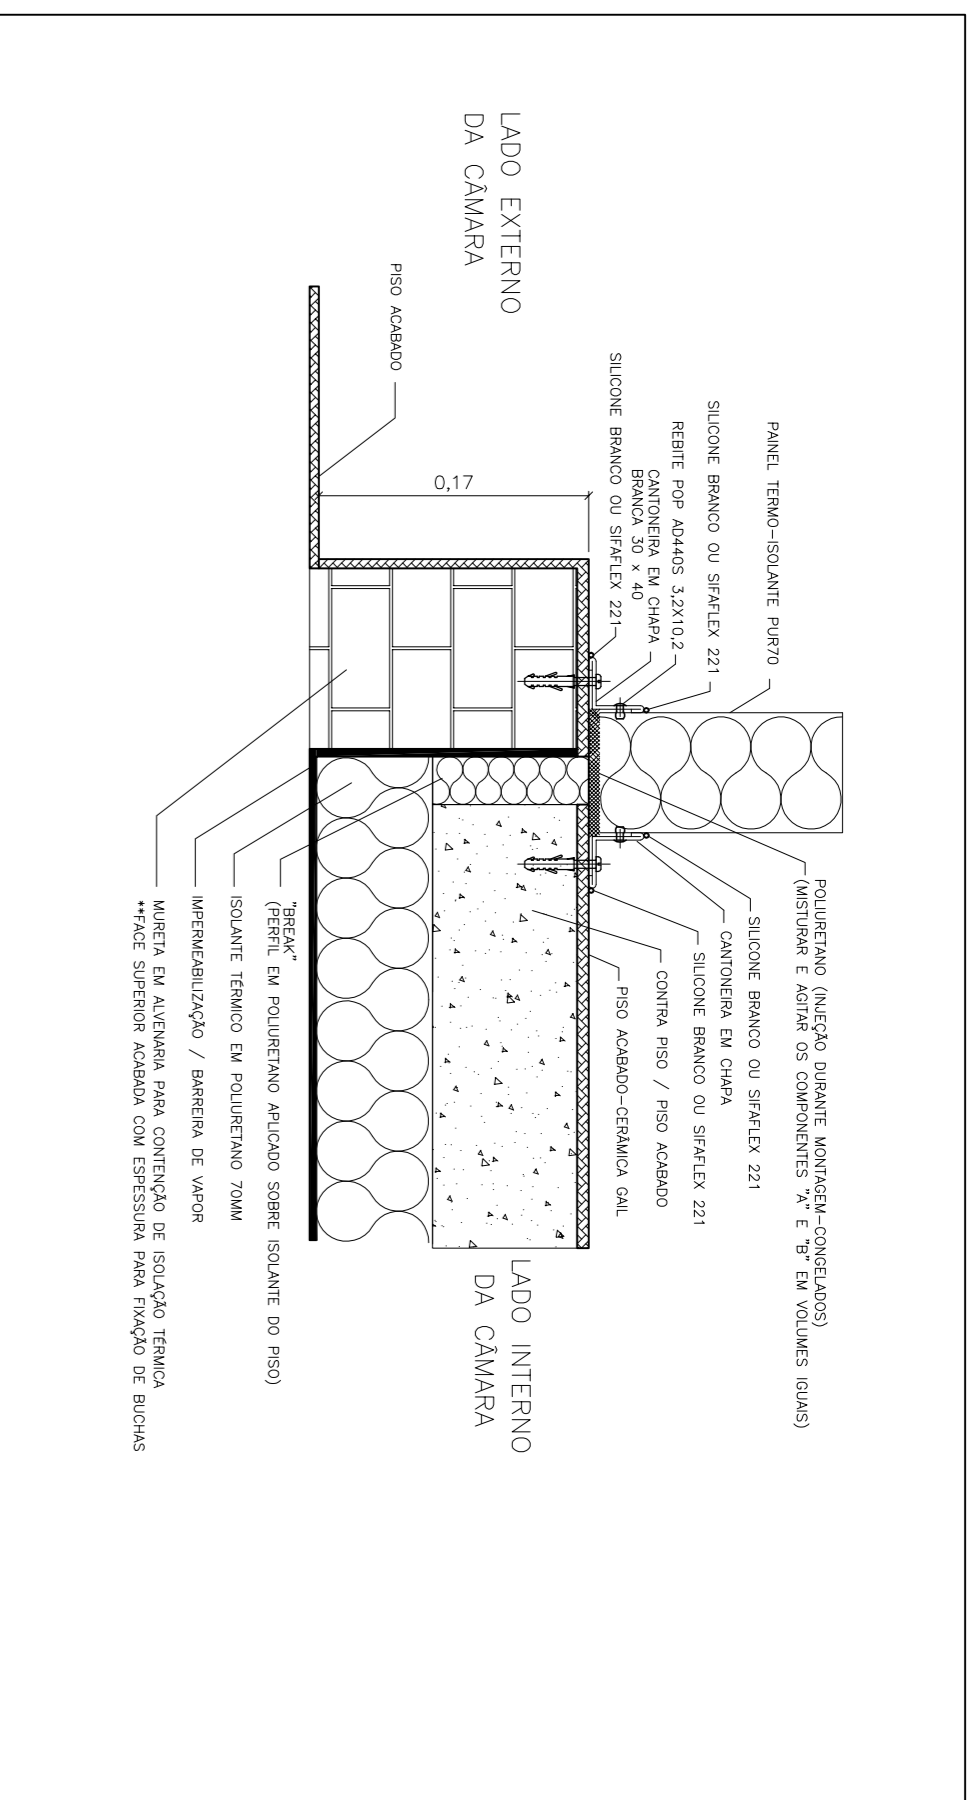 LADO EXTERNO
DA CÂMARA
PISO ACABADO
0,17
PAINEL TERMO-ISOLANTE PUR70
SILICONE BRANCO OU SIFAFLEX 221
REBITE POP AD440S 3,2X10,2
CANTONEIRA EM CHAPA
BRANCA 30 x 40
SILICONE BRANCO OU SIFAFLEX 221
POLIURETANO (INJEÇÃO DURANTE MONTAGEM-CONGELADOS)
(MISTURAR E AGITAR OS COMPONENTES "A" E "B" EM VOLUMES IGUAIS)
SILICONE BRANCO OU SIFAFLEX 221
CANTONEIRA EM CHAPA
SILICONE BRANCO OU SIFAFLEX 221
CONTRA PISO / PISO ACABADO
PISO ACABADO-CERÂMICA GAIL
LADO INTERNO
DA CÂMARA
"BREAK"
(PERFIL EM POLIURETANO APLICADO SOBRE ISOLANTE DO PISO)
ISOLANTE TÉRMICO EM POLIURETANO 70MM
IMPERMEABILIZAÇÃO / BARREIRA DE VAPOR
MURETA EM ALVENARIA PARA CONTENÇÃO DE ISOLAÇÃO TÉRMICA
**FACE SUPERIOR ACABADA COM ESPESSURA PARA FIXAÇÃO DE BUCHAS